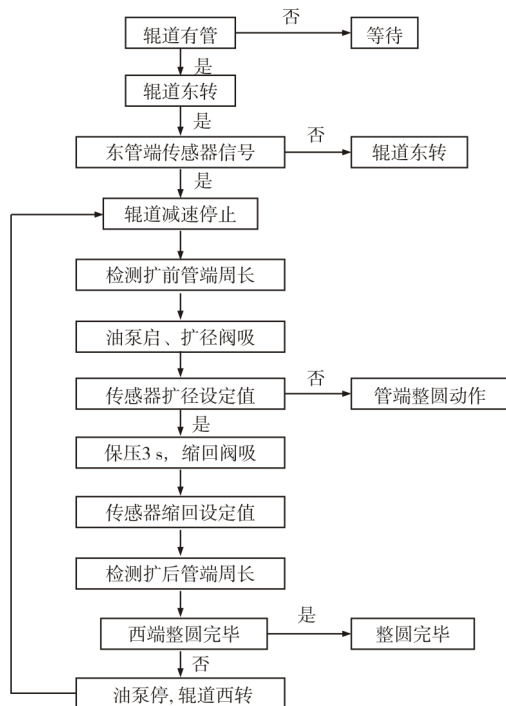 辊道有管
否
等待
是
辊道东转
是
东管端传感器信号
否
辊道东转
是
辊道减速停止
检测扩前管端周长
油泵启、扩径阀吸
传感器扩径设定值
否
管端整圆动作
是
保压3 s，缩回阀吸
传感器缩回设定值
检测扩后管端周长
西端整圆完毕
是
整圆完毕
否
油泵停, 辊道西转